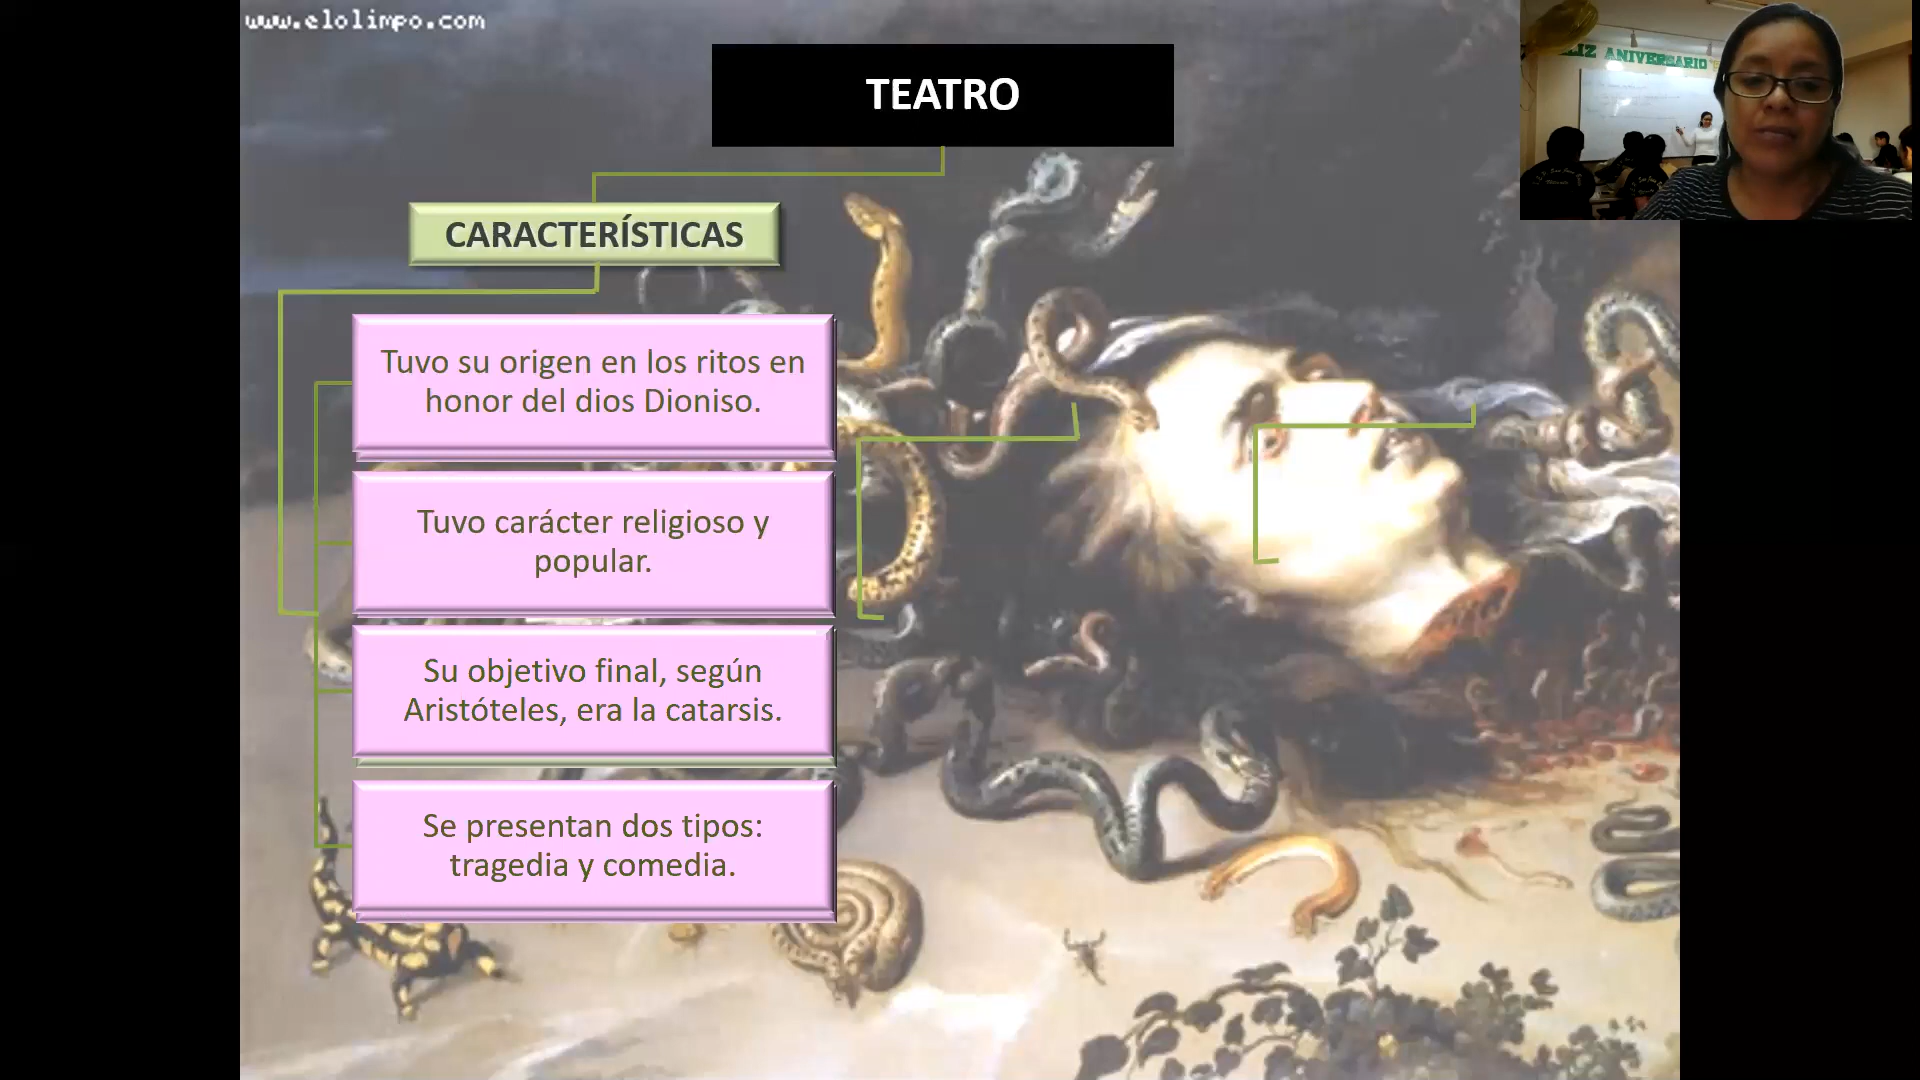 www.elolimpo.com
TEATRO
LIZ ANIVERSARIO
CARACTERÍSTICAS
Tuvo su origen en los ritos en
honor del dios Dioniso.
Tuvo carácter religioso y
popular.
Su objetivo final, según
Aristóteles, era la catarsis.
Se presentan dos tipos:
tragedia y comedia.